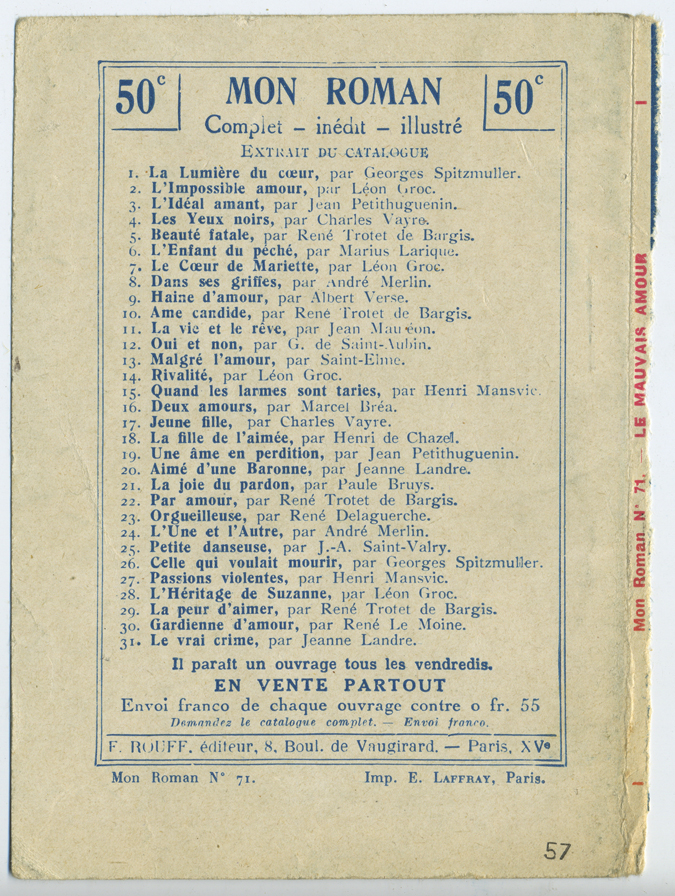 50c MON ROMAN 50c
Complet – inédit – illustré
EXTRAIT DU CATALOGUE
1. La Lumière du cœur, par Georges Spitzmuller.
2. L'Impossible amour, par Léon Groc.
3. L'Idéal amant, par Jean Petithuguenin.
4. Les Yeux noirs, par Charles Vayre.
5. Beauté fatale, par René Trotet de Bargis.
6. L'Enfant du péché, par Marius Larique.
7. Le Cœur de Mariette, par Léon Groc.
8. Dans ses griffes, par André Merlin.
9. Haine d'amour, par Albert Verse.
10. Ame candide, par René Trotet de Bargis.
11. La vie et le rêve, par Jean Mauréon.
12. Oui et non, par G. de Saint-Aubin.
13. Malgré l'amour, par Saint-Elme.
14. Rivalité, par Léon Groc.
15. Quand les larmes sont taries, par Henri Mansvic.
16. Deux amours, par Marcel Bréa.
17. Jeune fille, par Charles Vayre.
18. La fille de l'aimée, par Henri de Chazel.
19. Une âme en perdition, par Jean Petithuguenin.
20. Aimé d'une Baronne, par Jeanne Landre.
21. La joie du pardon, par Paule Bruys.
22. Par amour, par René Trotet de Bargis.
23. Orgueilleuse, par René Delaguerche.
24. L'Une et l'Autre, par André Merlin.
25. Petite danseuse, par J.-A. Saint-Valry.
26. Celle qui voulait mourir, par Georges Spitzmuller.
27. Passions violentes, par Henri Mansvic.
28. L'Héritage de Suzanne, par Léon Groc.
29. La peur d'aimer, par René Trotet de Bargis.
30. Gardienne d'amour, par René Le Moine.
31. Le vrai crime, par Jeanne Landre.
Il paraît un ouvrage tous les vendredis.
EN VENTE PARTOUT
Envoi franco de chaque ouvrage contre 0 fr. 55
Demandez le catalogue complet. — Envoi franco.
F. ROUFF, éditeur, 8, Boul. de Vaugirard. — Paris, XVe
Mon Roman N° 71. Imp. E. LAFFRAY, Paris.
57
Mon Roman N° 71. — LE MAUVAIS AMOUR